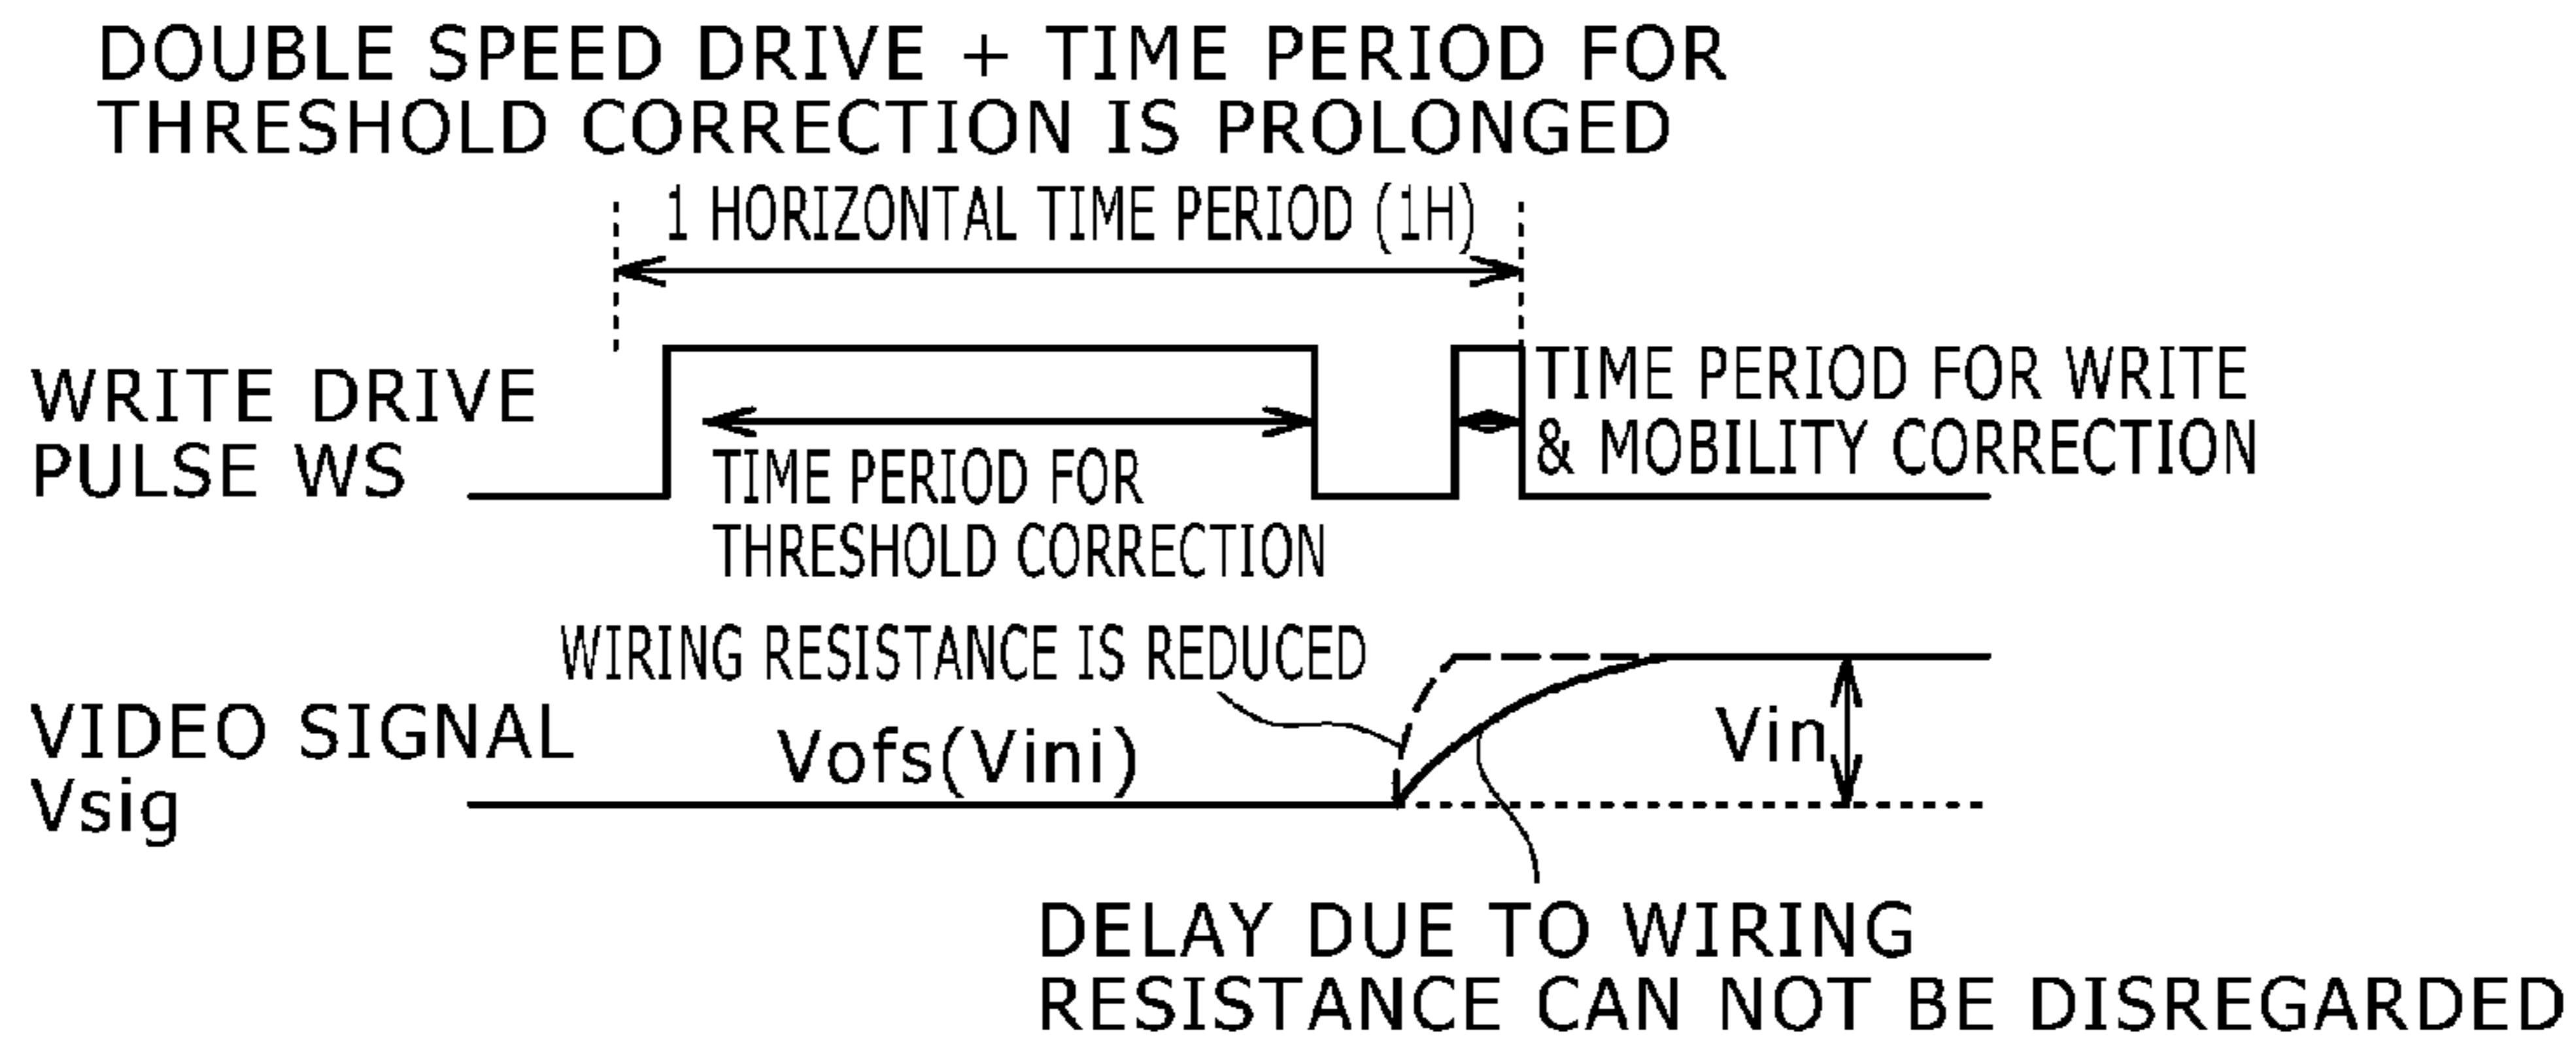 DOUBLE SPEED DRIVE + TIME PERIOD FOR
THRESHOLD CORRECTION IS PROLONGED
1 HORIZONTAL TIME PERIOD (1H)
WRITE DRIVE
PULSE WS
TIME PERIOD FOR WRITE
& MOBILITY CORRECTION
TIME PERIOD FOR
THRESHOLD CORRECTION
WIRING RESISTANCE IS REDUCED
VIDEO SIGNAL
Vsig
Vofs(Vini)
Vin
DELAY DUE TO WIRING
RESISTANCE CAN NOT BE DISREGARDED